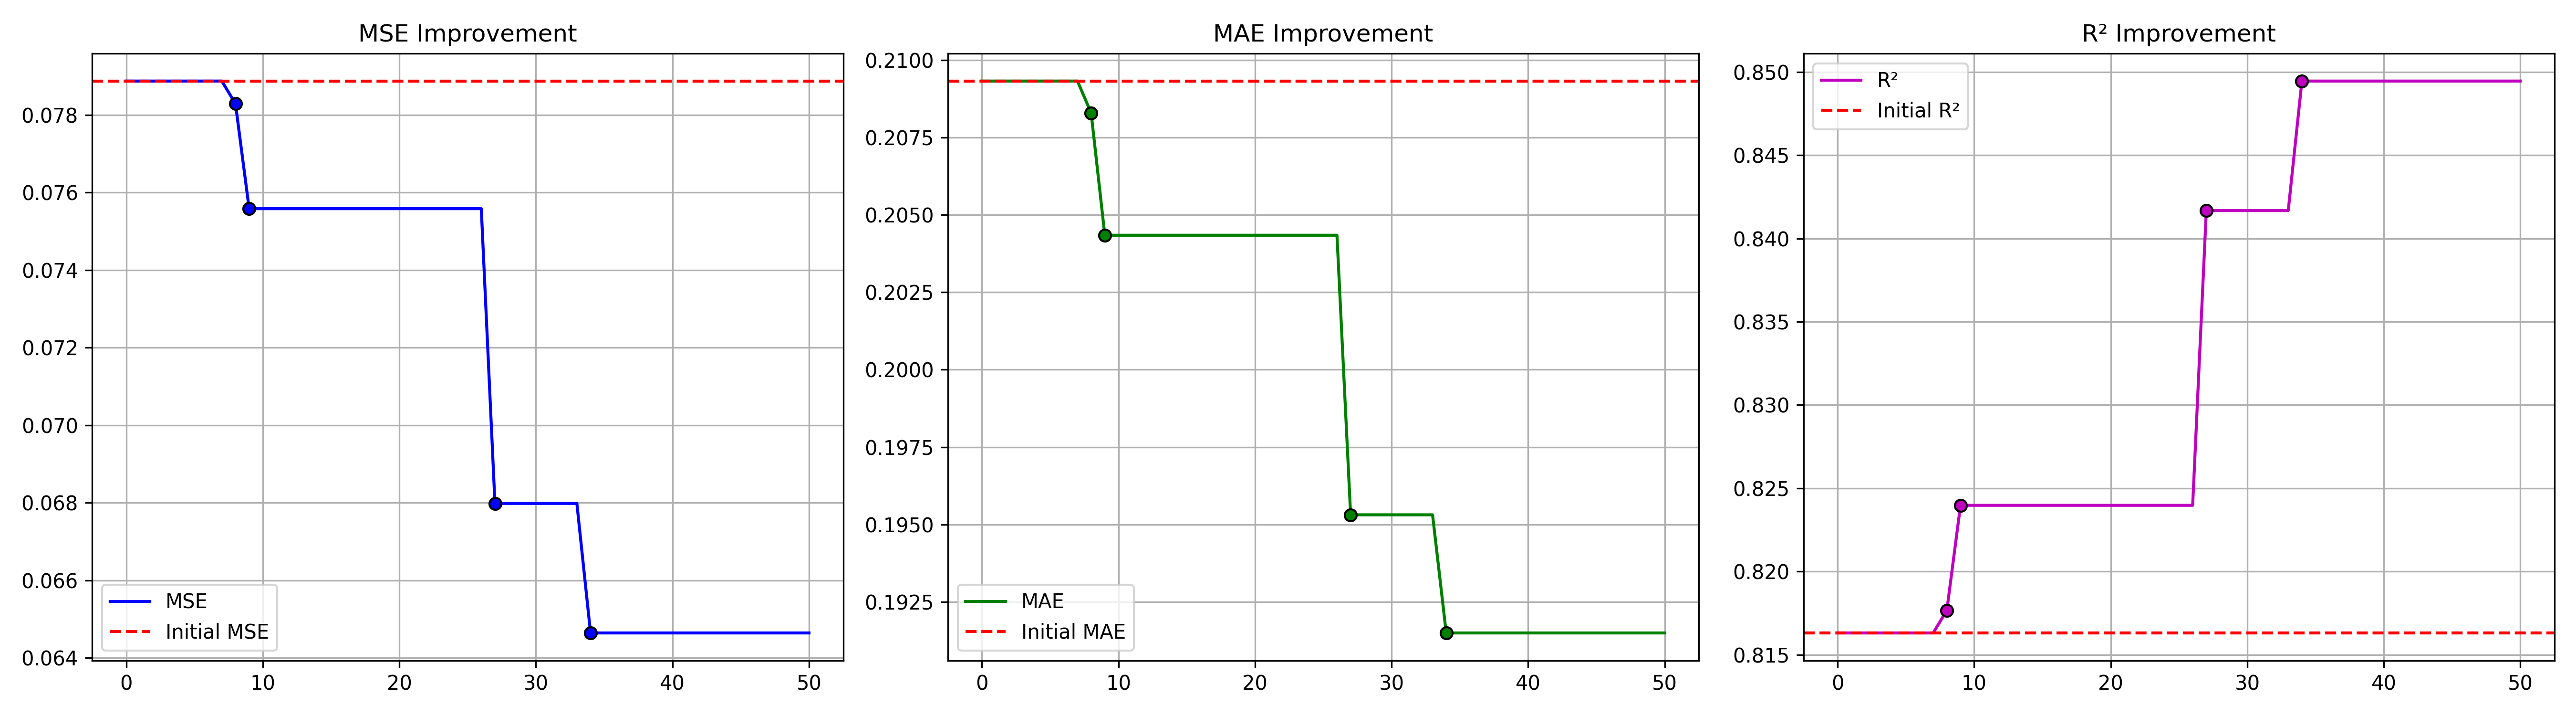 MSE Improvement
0.078
0.076
0.074
0.072
0.070
0.068
0.066
0.064
MSE
Initial MSE
0 10 20 30 40 50
MAE Improvement
0.2100
0.2075
0.2050
0.2025
0.2000
0.1975
0.1950
0.1925
MAE
Initial MAE
0 10 20 30 40 50
R² Improvement
R²
Initial R²
0.850
0.845
0.840
0.835
0.830
0.825
0.820
0.815
0 10 20 30 40 50